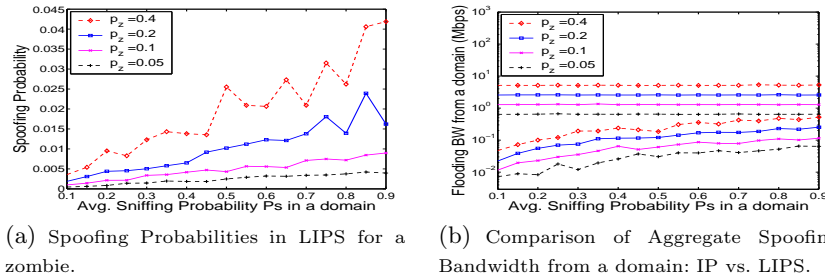 0.045
0.04
0.035
0.03
0.025
0.02
0.015
0.01
0.005
0
Spoofing Probability
p_z =0.4
p_z =0.2
p_z =0.1
p_z =0.05
0.1 0.2 0.3 0.4 0.5 0.6 0.7 0.8 0.9
Avg. Sniffing Probability Ps in a domain
(a) Spoofing Probabilities in LIPS for a
zombie.
Flooding BW from a domain (Mbps)
10^5
10^4
10^3
10^2
10^1
10^0
10^-1
10^-2
p_z =0.4
p_z =0.2
p_z =0.1
p_z =0.05
0.1 0.2 0.3 0.4 0.5 0.6 0.7 0.8 0.9
Avg. Sniffing Probability Ps in a domain
(b) Comparison of Aggregate Spoofin
Bandwidth from a domain: IP vs. LIPS.